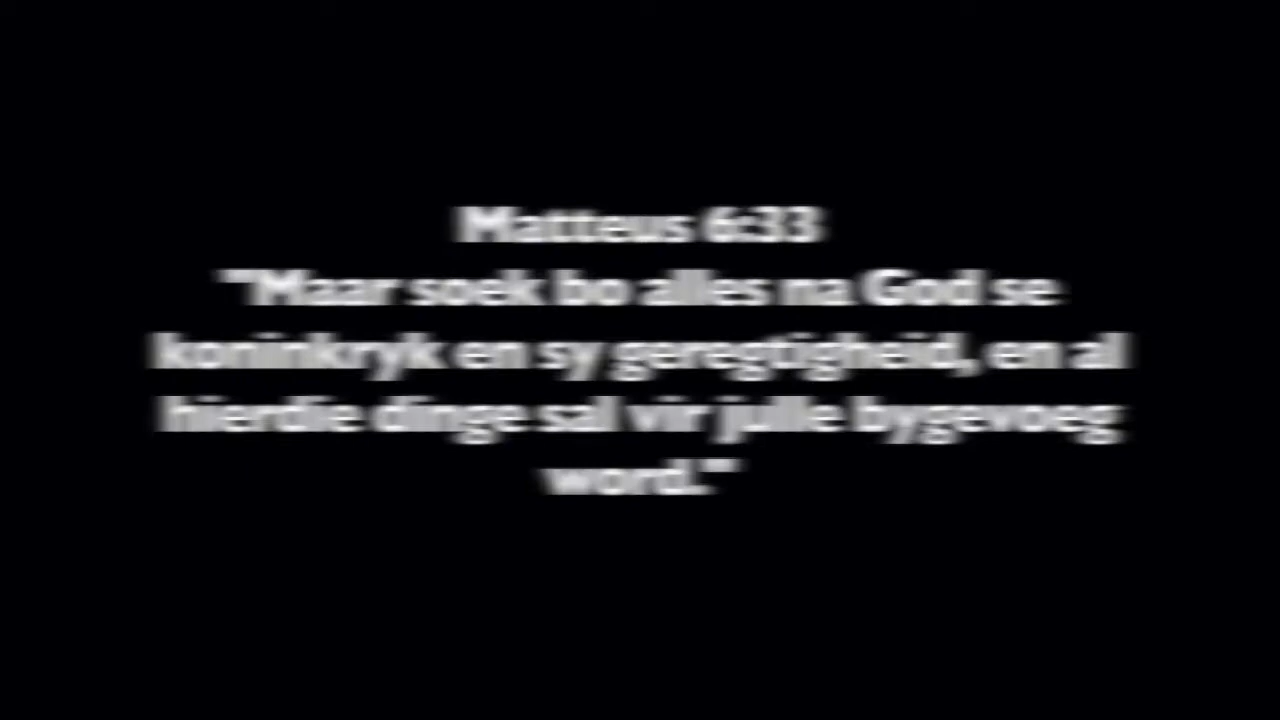 Matteus 6:33
"Maar soek bo alles na God se
koninkryk en sy geregtigheid, en al
hierdie dinge sal vir julle bygevoeg
word."